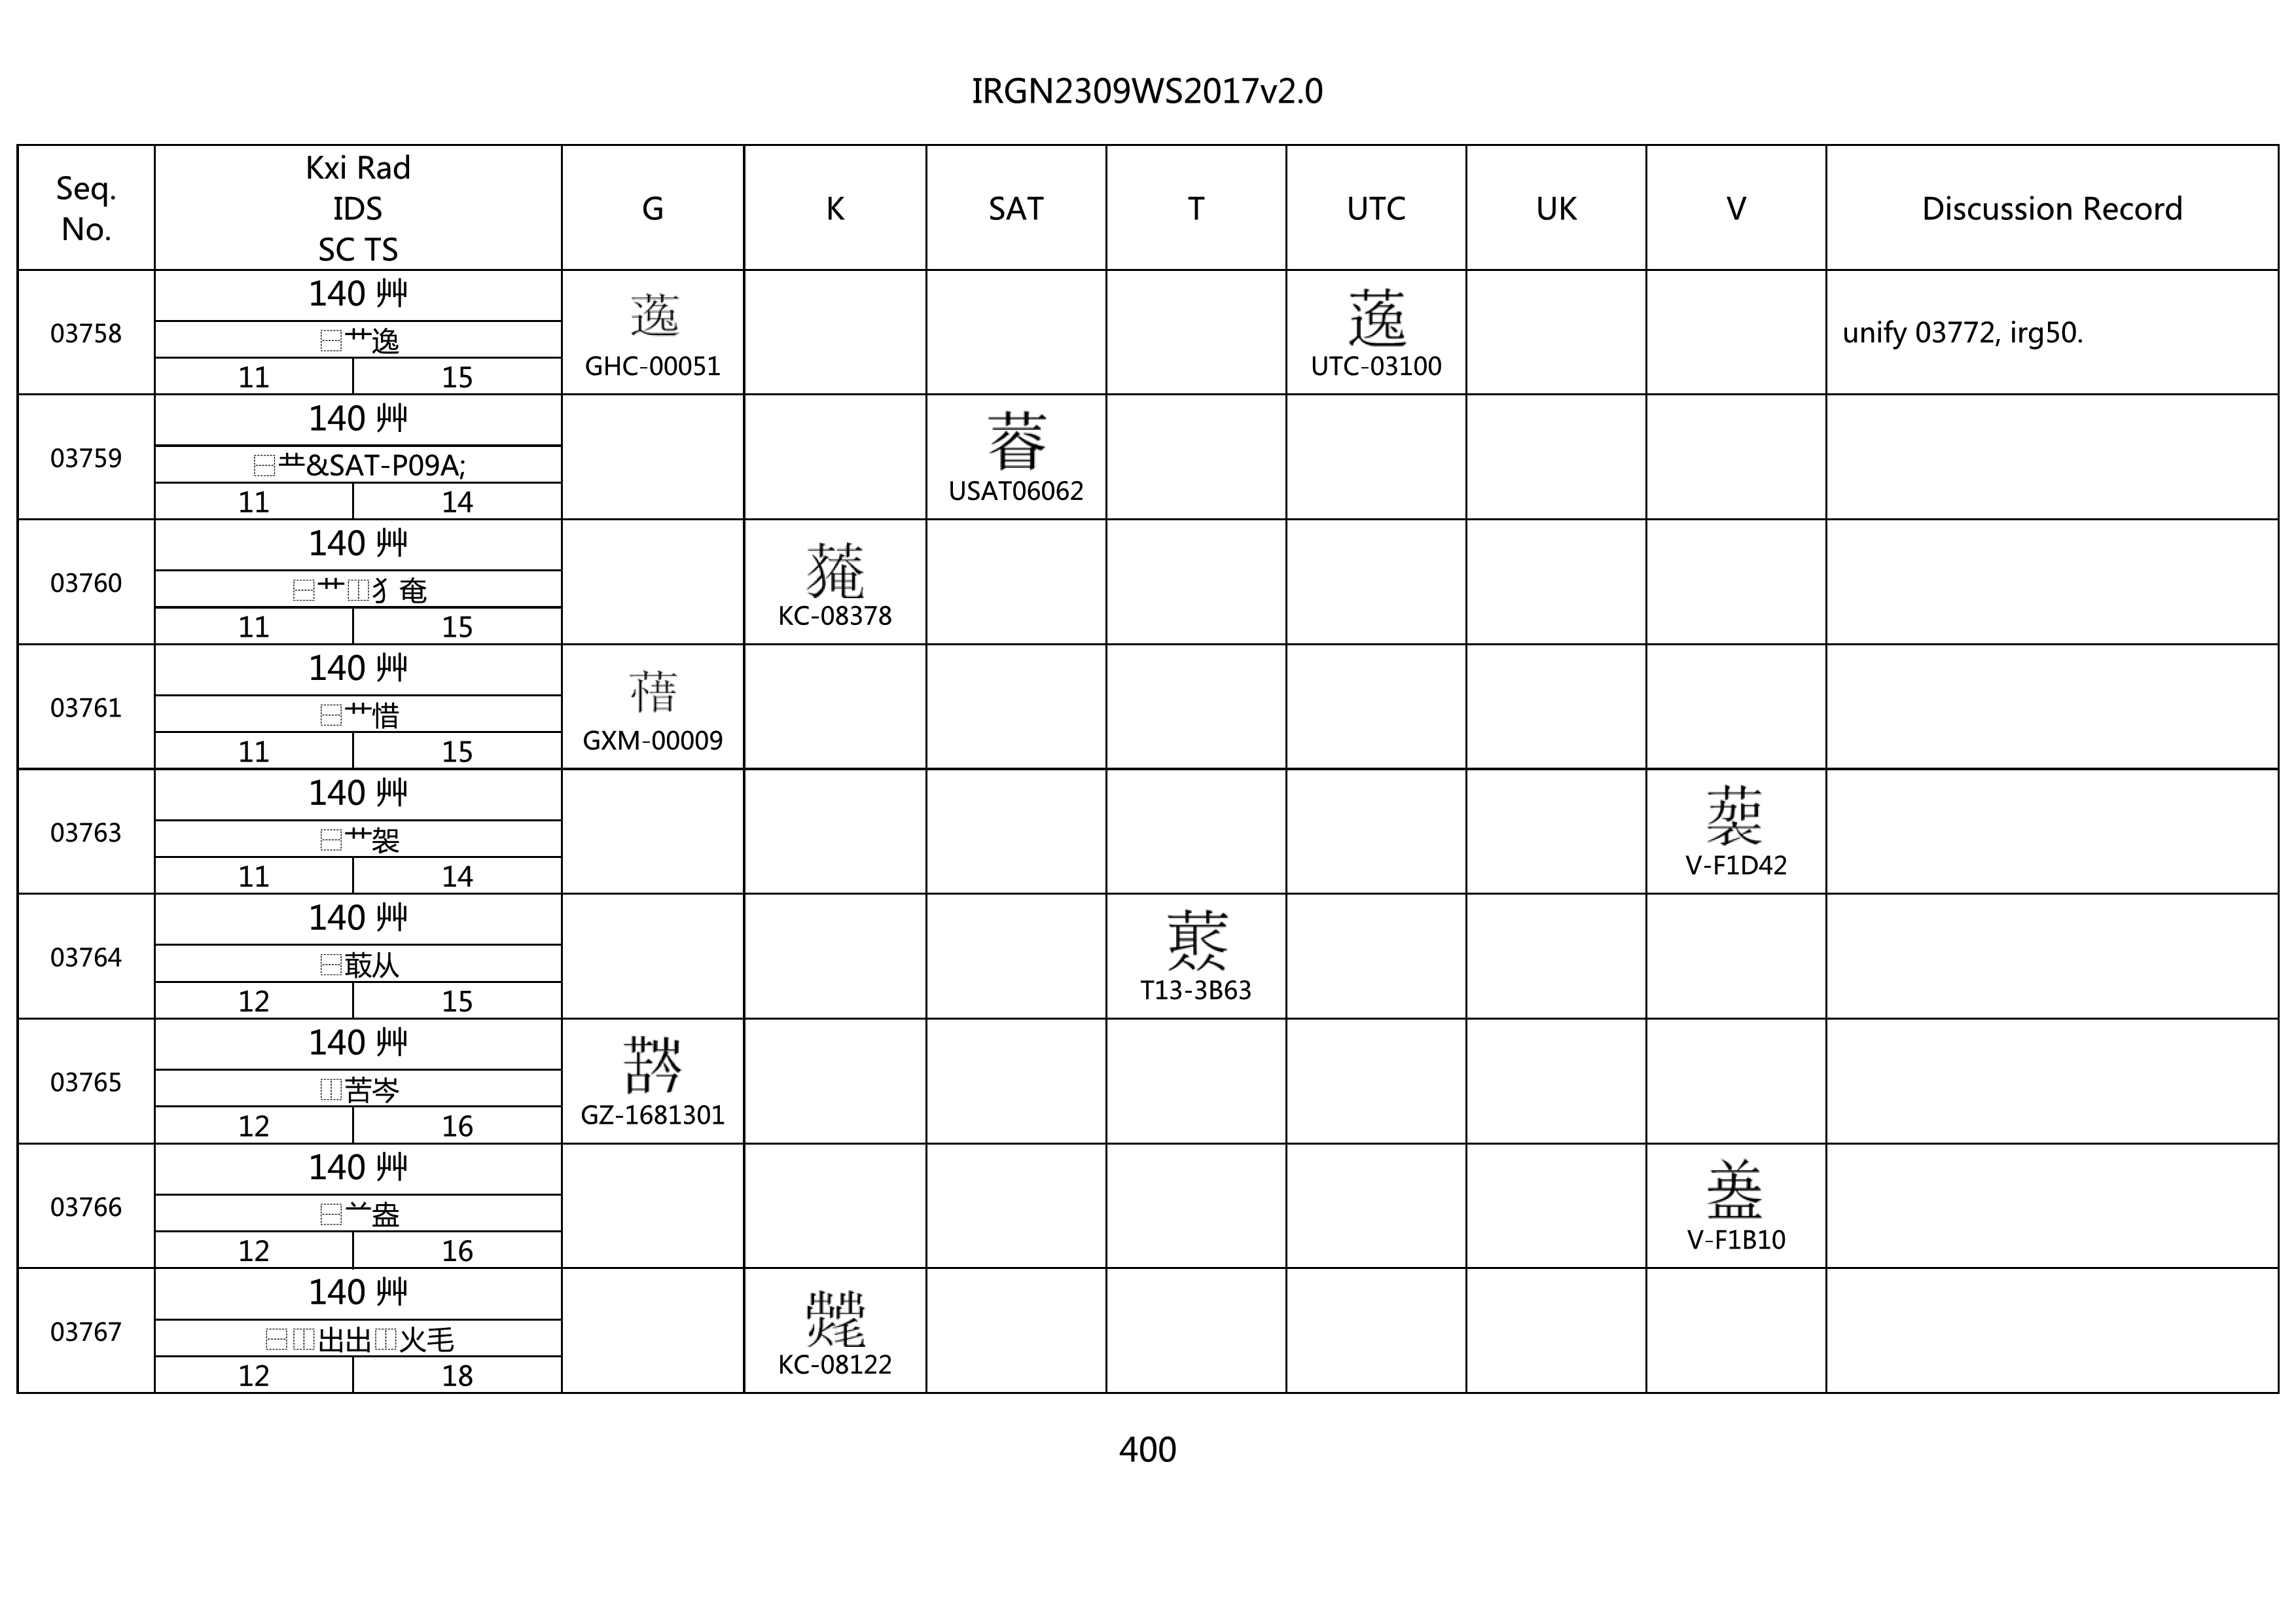 IRGN2309WS2017v2.0
Seq. No. Kxi Rad IDS SC TS G K SAT T UTC UK V Discussion Record
03758 140 艸
⿱艹逸
11 15
GHC-00051 UTC-03100 unify 03772, irg50.
03759 140 艸
⿱龷&SAT-P09A;
11 14
USAT06062
03760 140 艸
⿱艹⿰犭奄
11 15
KC-08378
03761 140 艸
⿱艹惜
11 15
GXM-00009
03763 140 艸
⿱艹袈
11 14
V-F1D42
03764 140 艸
⿱菆从
12 15
T13-3B63
03765 140 艸
⿰苦岑
12 16
GZ-1681301
03766 140 艸
⿱䒑盎
12 16
V-F1B10
03767 140 艸
⿱⿰出出⿰火毛
12 18
KC-08122
400